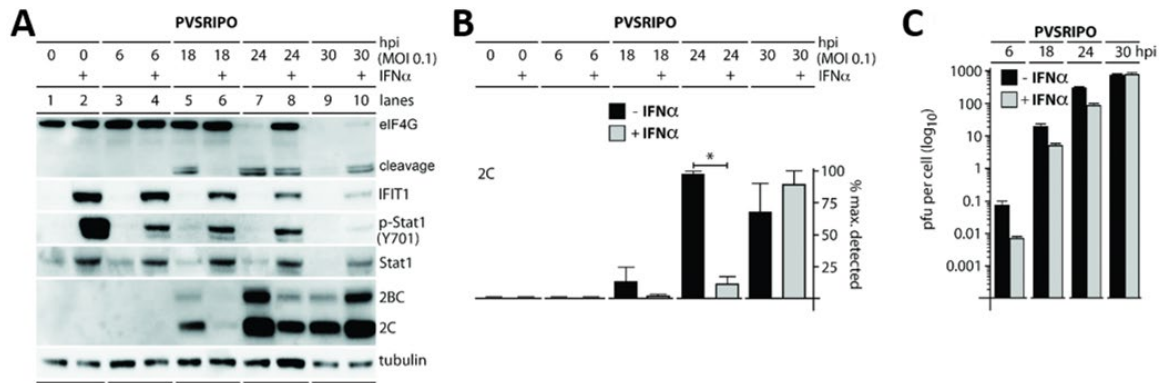 A
PVSRIPO
hpi
0 0 6 6 18 18 24 24 30 30 (MOI 0.1)
+ + + + + IFNα
1 2 3 4 5 6 7 8 9 10 lanes
eIF4G
cleavage
IFIT1
p-Stat1
(Y701)
Stat1
2BC
2C
tubulin
B
PVSRIPO
hpi
0 0 6 6 18 18 24 24 30 30 (MOI 0.1)
+ + + + + IFNα
- IFNα
+ IFNα
2C
*
100
75
50
25
% max. detected
C
PVSRIPO
6 18 24 30 hpi
- IFNα
+ IFNα
1000
100
10
1
0.1
0.01
0.001
pfu per cell (log10)